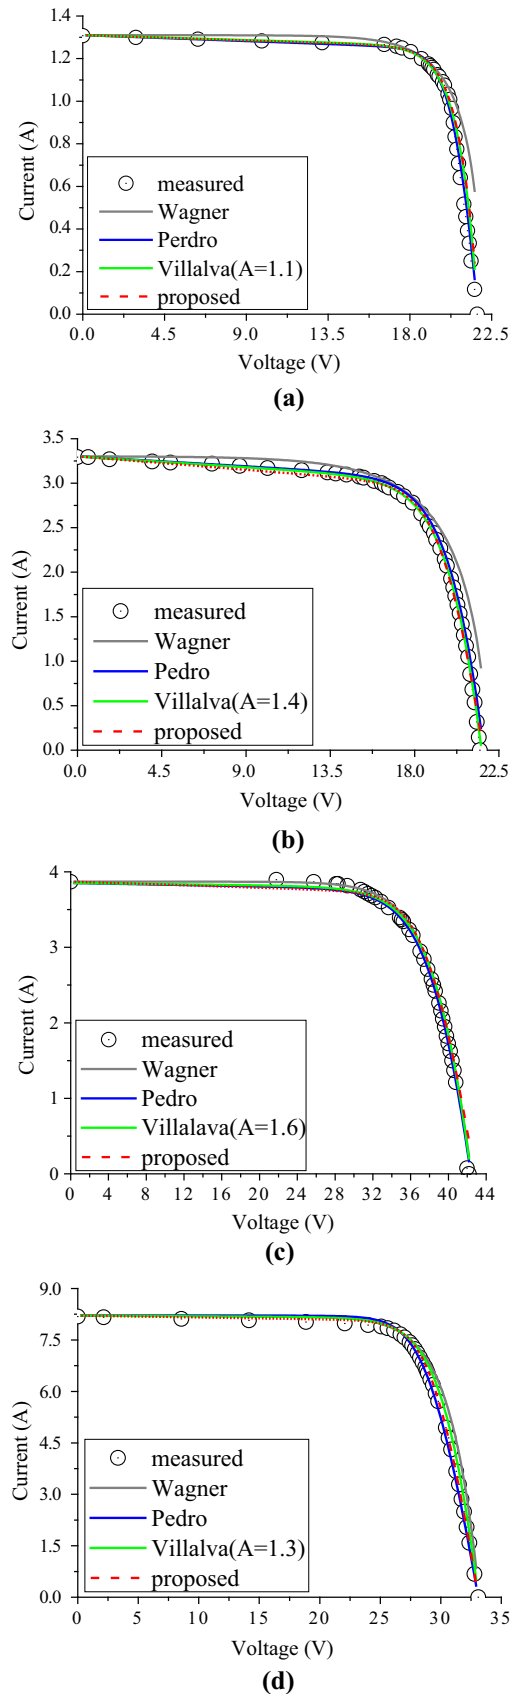 1.4
1.2
1.0
0.8
0.6
0.4
0.2
0.0
Current (A)
measured
Wagner
Perdro
Villalva(A=1.1)
proposed
0.0 4.5 9.0 13.5 18.0 22.5
Voltage (V)
(a)
3.5
3.0
2.5
2.0
1.5
1.0
0.5
0.0
Current (A)
measured
Wagner
Pedro
Villalva(A=1.4)
proposed
0.0 4.5 9.0 13.5 18.0 22.5
Voltage (V)
(b)
4
3
2
1
0
Current (A)
measured
Wagner
Pedro
Villalava(A=1.6)
proposed
0 4 8 12 16 20 24 28 32 36 40 44
Voltage (V)
(c)
9.0
7.5
6.0
4.5
3.0
1.5
0.0
Current (A)
measured
Wagner
Pedro
Villalva(A=1.3)
proposed
0 5 10 15 20 25 30 35
Voltage (V)
(d)